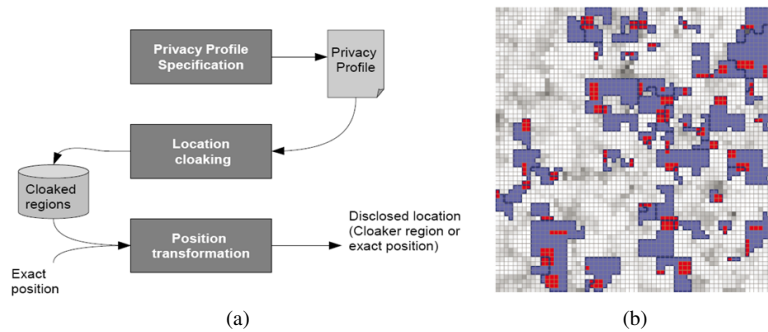 Privacy Profile
Specification
Privacy
Profile
Location
cloaking
Cloaked
regions
Position
transformation
Disclosed location
(Cloaker region or
exact position)
Exact
position
(a)
(b)